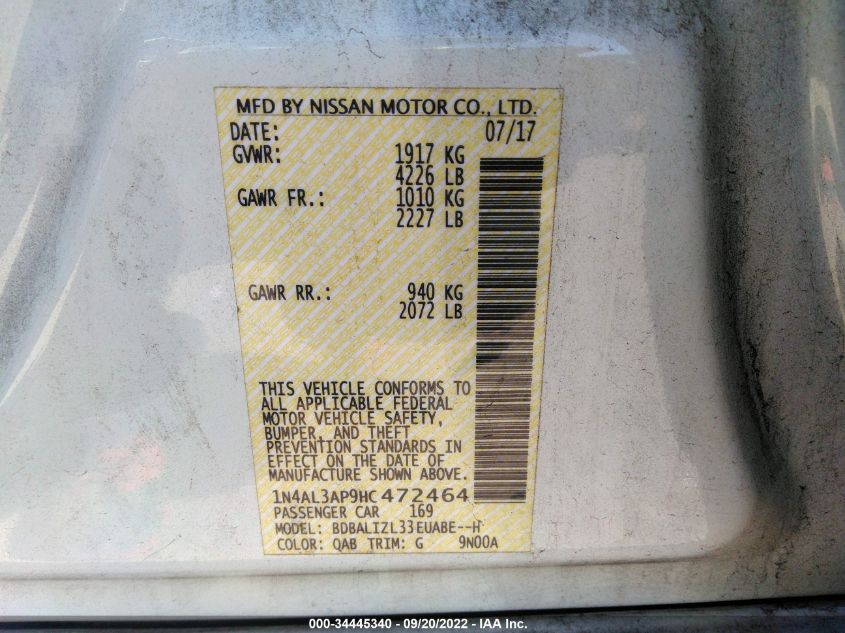 MFD BY NISSAN MOTOR CO., LTD.
DATE: 07/17
GVWR: 1917 KG
4226 LB
GAWR FR.: 1010 KG
2227 LB
GAWR RR.: 940 KG
2072 LB
THIS VEHICLE CONFORMS TO
ALL APPLICABLE FEDERAL
MOTOR VEHICLE SAFETY,
BUMPER, AND THEFT
PREVENTION STANDARDS IN
EFFECT ON THE DATE OF
MANUFACTURE SHOWN ABOVE.
1N4AL3AP9HC472464
PASSENGER CAR 169
MODEL: BDBALIZL33EUABE--H
COLOR: QAB TRIM: G 9N00A
000-34445340 - 09/20/2022 - IAA Inc.